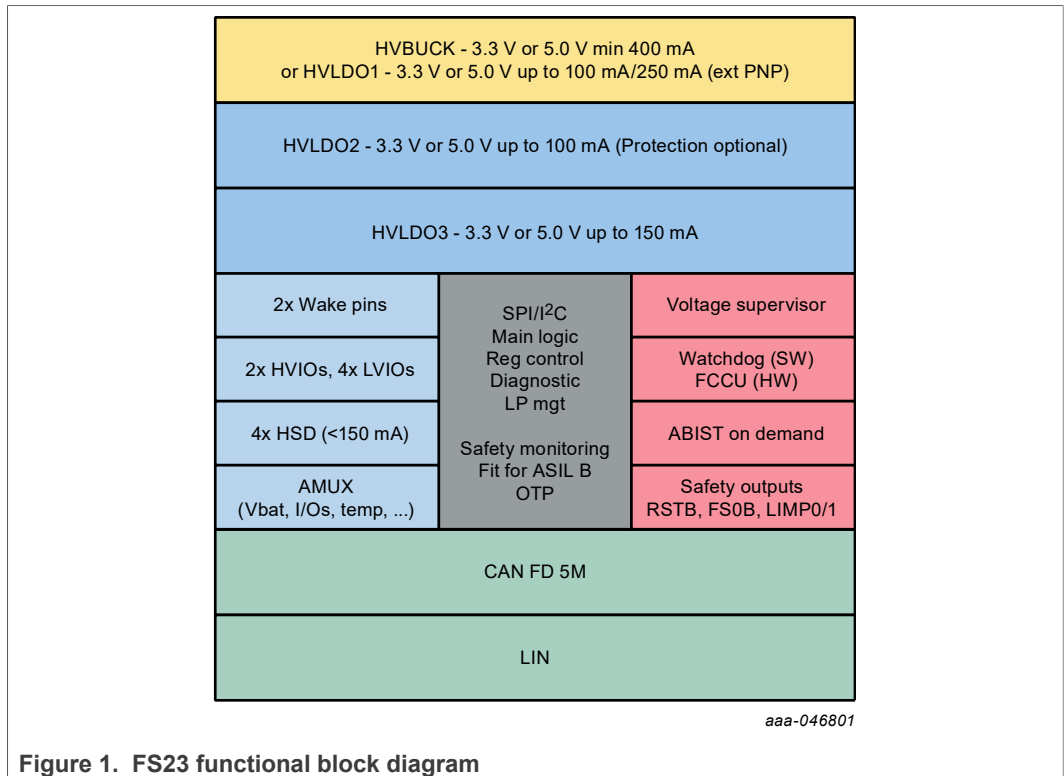 HVBUCK - 3.3 V or 5.0 V min 400 mA
or HVLDO1 - 3.3 V or 5.0 V up to 100 mA/250 mA (ext PNP)
HVLDO2 - 3.3 V or 5.0 V up to 100 mA (Protection optional)
HVLDO3 - 3.3 V or 5.0 V up to 150 mA
2x Wake pins
2x HVIOs, 4x LVIOs
4x HSD (<150 mA)
AMUX
(Vbat, I/Os, temp, ...)
SPI/I²C
Main logic
Reg control
Diagnostic
LP mgt
Safety monitoring
Fit for ASIL B
OTP
Voltage supervisor
Watchdog (SW)
FCCU (HW)
ABIST on demand
Safety outputs
RSTB, FS0B, LIMP0/1
CAN FD 5M
LIN
aaa-046801
Figure 1. FS23 functional block diagram